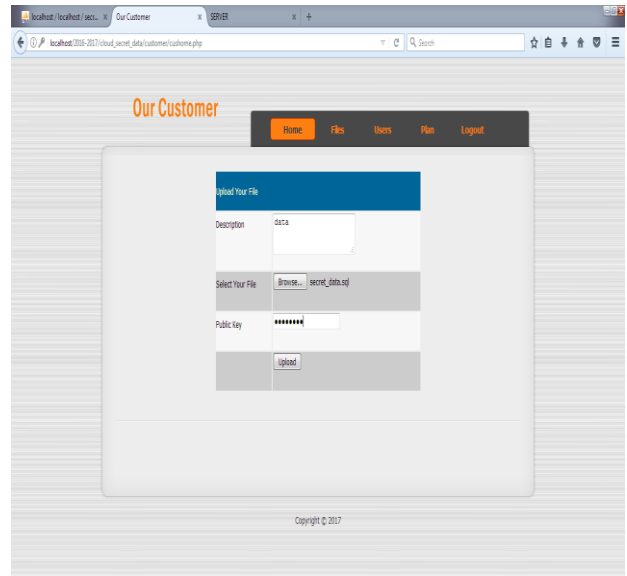 localhost / localhost / secr... x Our Customer x SERVER x +
localhost/2016-2017/cloud_secret_data/customer/cushome.php Search
Our Customer
Home Files Users Plan Logout
Upload Your File
Description data
Select Your File Browse... secret_data.sql
Public Key ••••••••
Upload
Copyright © 2017